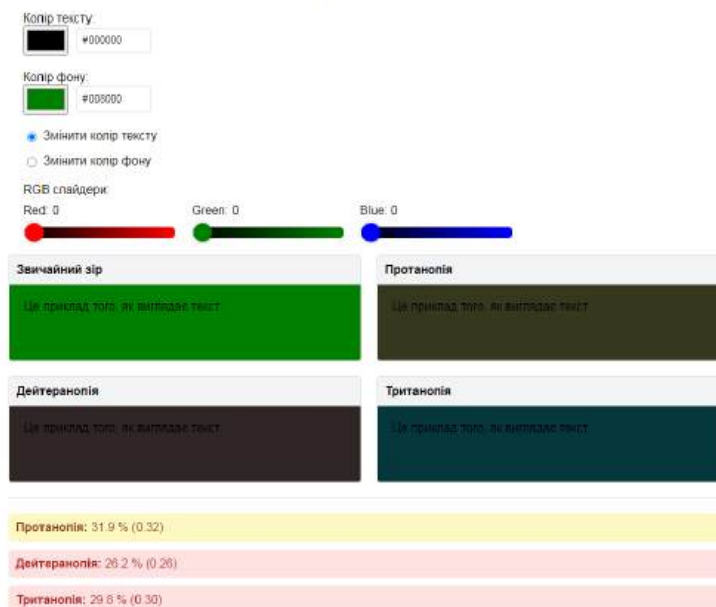 Колір тексту:
#000000
Колір фону:
#008000
Змінити колір тексту
Змінити колір фону
RGB слайдери:
Red: 0 Green: 0 Blue: 0
Звичайний зір Протанопія
Це приклад того, як виглядає текст Це приклад того, як виглядає текст
Дейтеранопія Тританопія
Це приклад того, як виглядає текст Це приклад того, як виглядає текст
Протанопія: 31.9 % (0.32)
Дейтеранопія: 26.2 % (0.26)
Тританопія: 29.6 % (0.30)